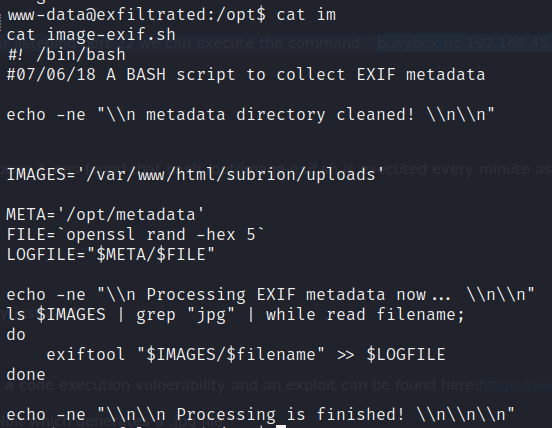 www-data@exfiltrated:/opt$ cat im
cat image-exif.sh
#! /bin/bash
#07/06/18 A BASH script to collect EXIF metadata
echo -ne "\\n metadata directory cleaned! \\n\\n"
IMAGES='/var/www/html/subrion/uploads'
META='/opt/metadata'
FILE=`openssl rand -hex 5`
LOGFILE="$META/$FILE"
echo -ne "\\n Processing EXIF metadata now... \\n\\n"
ls $IMAGES | grep "jpg" | while read filename;
do
    exiftool "$IMAGES/$filename" >> $LOGFILE
done
echo -ne "\\n\\n Processing is finished! \\n\\n\\n"